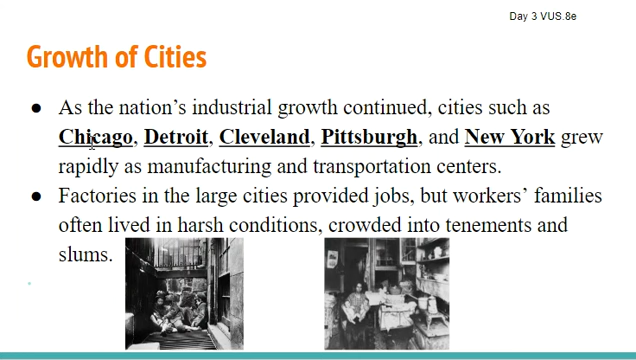 Day 3 VUS.8e
Growth of Cities
● As the nation’s industrial growth continued, cities such as
Chicago, Detroit, Cleveland, Pittsburgh, and New York grew
rapidly as manufacturing and transportation centers.
● Factories in the large cities provided jobs, but workers’ families
often lived in harsh conditions, crowded into tenements and
slums.